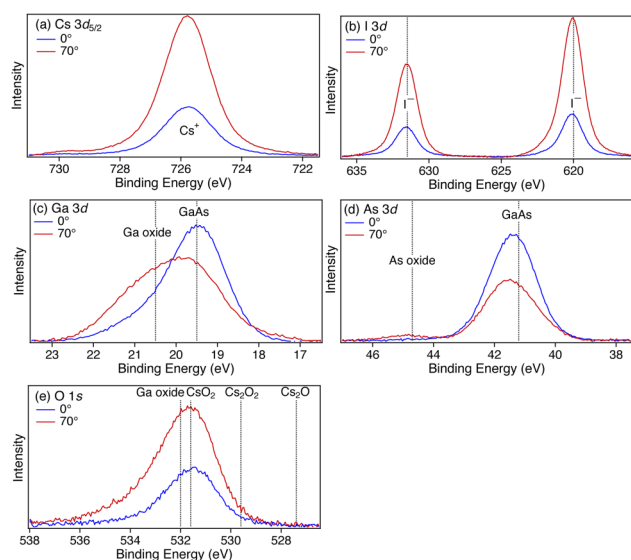 (a) Cs 3d5/2
0°
70°
Cs+
Intensity
730 728 726 724 722
Binding Energy (eV)
(b) I 3d
0°
70°
I−
I−
Intensity
635 630 625 620
Binding Energy (eV)
(c) Ga 3d
0°
70°
GaAs
Ga oxide
Intensity
23 22 21 20 19 18 17
Binding Energy (eV)
(d) As 3d
0°
70°
GaAs
As oxide
Intensity
46 44 42 40 38
Binding Energy (eV)
(e) O 1s
0°
70°
Ga oxide CsO2 Cs2O2 Cs2O
Intensity
538 536 534 532 530 528
Binding Energy (eV)